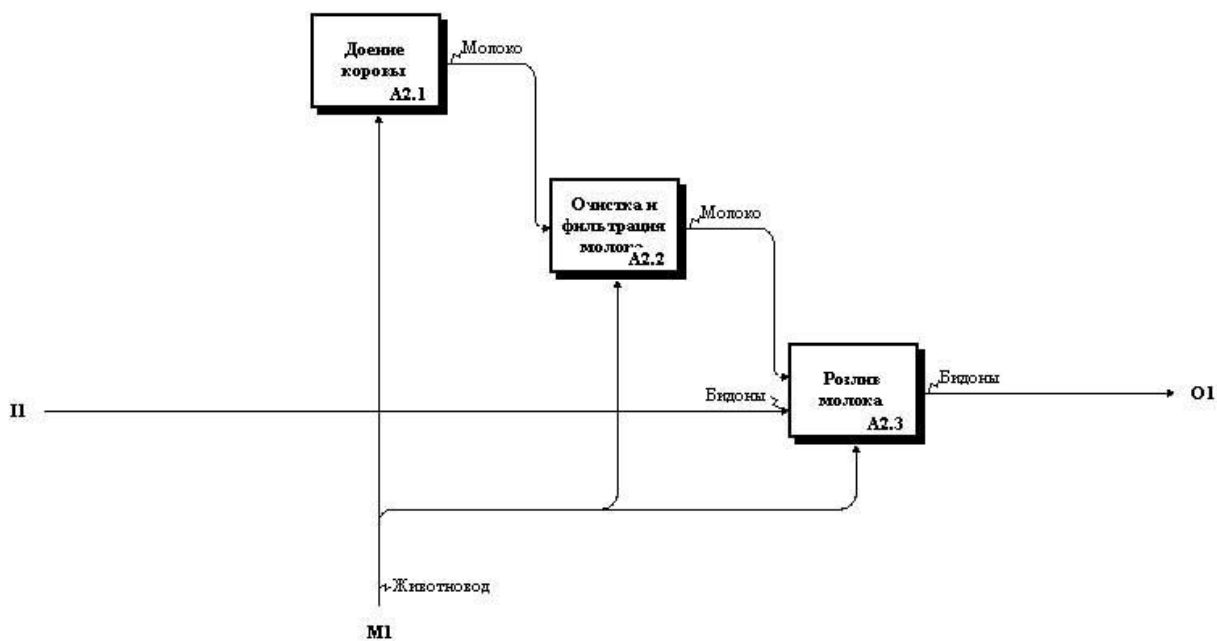 Доение
коровы
A2.1
Молоко
Очистка и
фильтрация
молока
A2.2
Молоко
Розлив
молока
A2.3
Бидоны
Бидоны
I1
O1
Животновод
M1